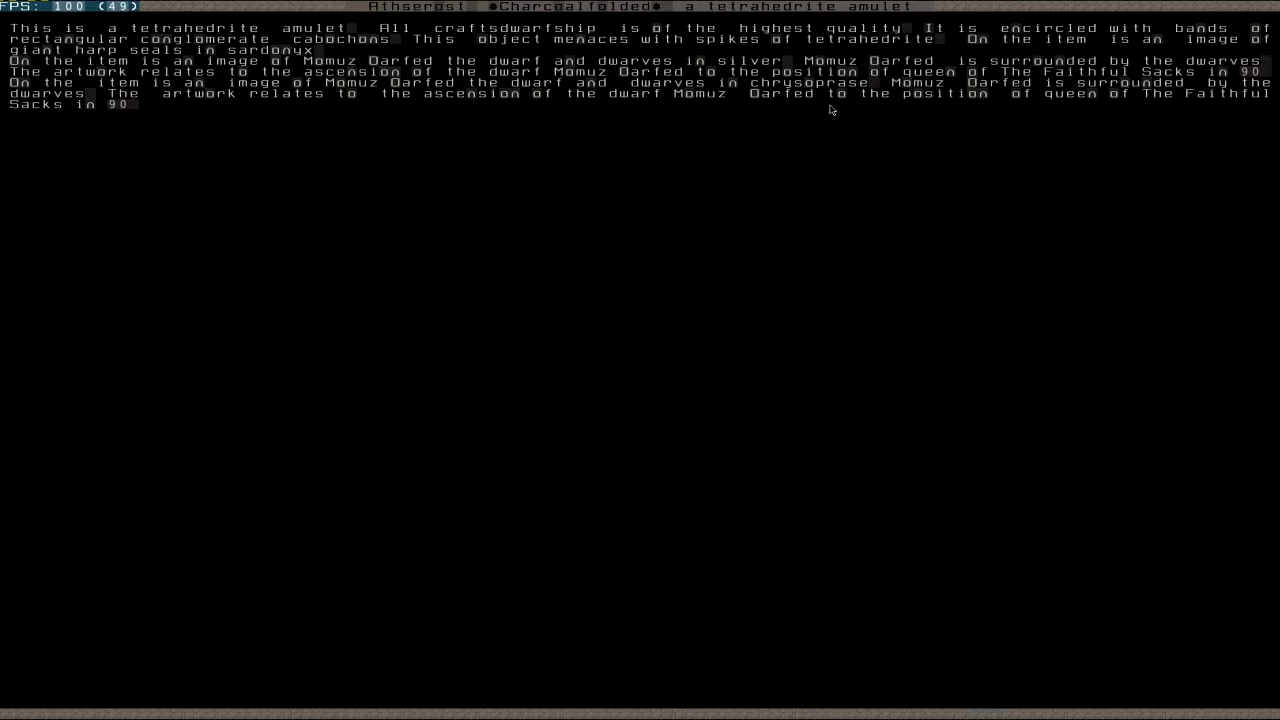 FPS: 100 (49) Athserost *Charcoalfolded* a tetrahedrite amulet
This is a tetrahedrite amulet All craftsdwarfship is of the highest quality It is encircled with bands of
rectangular conglomerate cabochons This object menaces with spikes of tetrahedrite On the item is an image of
giant harp seals in sardonyx
On the item is an image of Momuz Oarfed the dwarf and dwarves in silver Momuz Oarfed is surrounded by the dwarves
The artwork relates to the ascension of the dwarf Momuz Oarfed to the position of queen of The Faithful Sacks in 90
On the item is an image of Momuz Oarfed the dwarf and dwarves in chrysoprase Momuz Oarfed is surrounded by the
dwarves The artwork relates to the ascension of the dwarf Momuz Oarfed to the position of queen of The Faithful
Sacks in 90